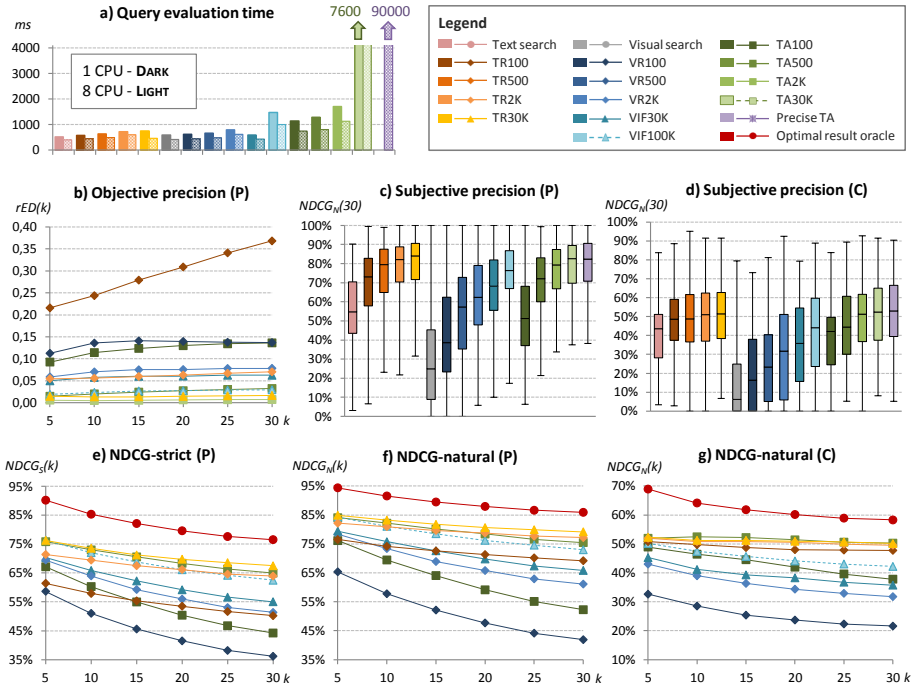 a) Query evaluation time
ms
7600
90000
4000
3000
2000
1000
0
1 CPU - DARK
8 CPU - LIGHT
Legend
Text search
TR100
TR500
TR2K
TR30K
Visual search
VR100
VR500
VR2K
VIF30K
VIF100K
TA100
TA500
TA2K
TA30K
Precise TA
Optimal result oracle
b) Objective precision (P)
rED(k)
0,40
0,35
0,30
0,25
0,20
0,15
0,10
0,05
0,00
5 10 15 20 25 30 k
c) Subjective precision (P)
NDCG_N(30)
100%
90%
80%
70%
60%
50%
40%
30%
20%
10%
0%
d) Subjective precision (C)
NDCG_N(30)
100%
90%
80%
70%
60%
50%
40%
30%
20%
10%
0%
e) NDCG-strict (P)
NDCG_S(k)
95%
85%
75%
65%
55%
45%
35%
5 10 15 20 25 30 k
f) NDCG-natural (P)
NDCG_N(k)
95%
85%
75%
65%
55%
45%
35%
5 10 15 20 25 30 k
g) NDCG-natural (C)
NDCG_N(k)
70%
60%
50%
40%
30%
20%
10%
5 10 15 20 25 30 k